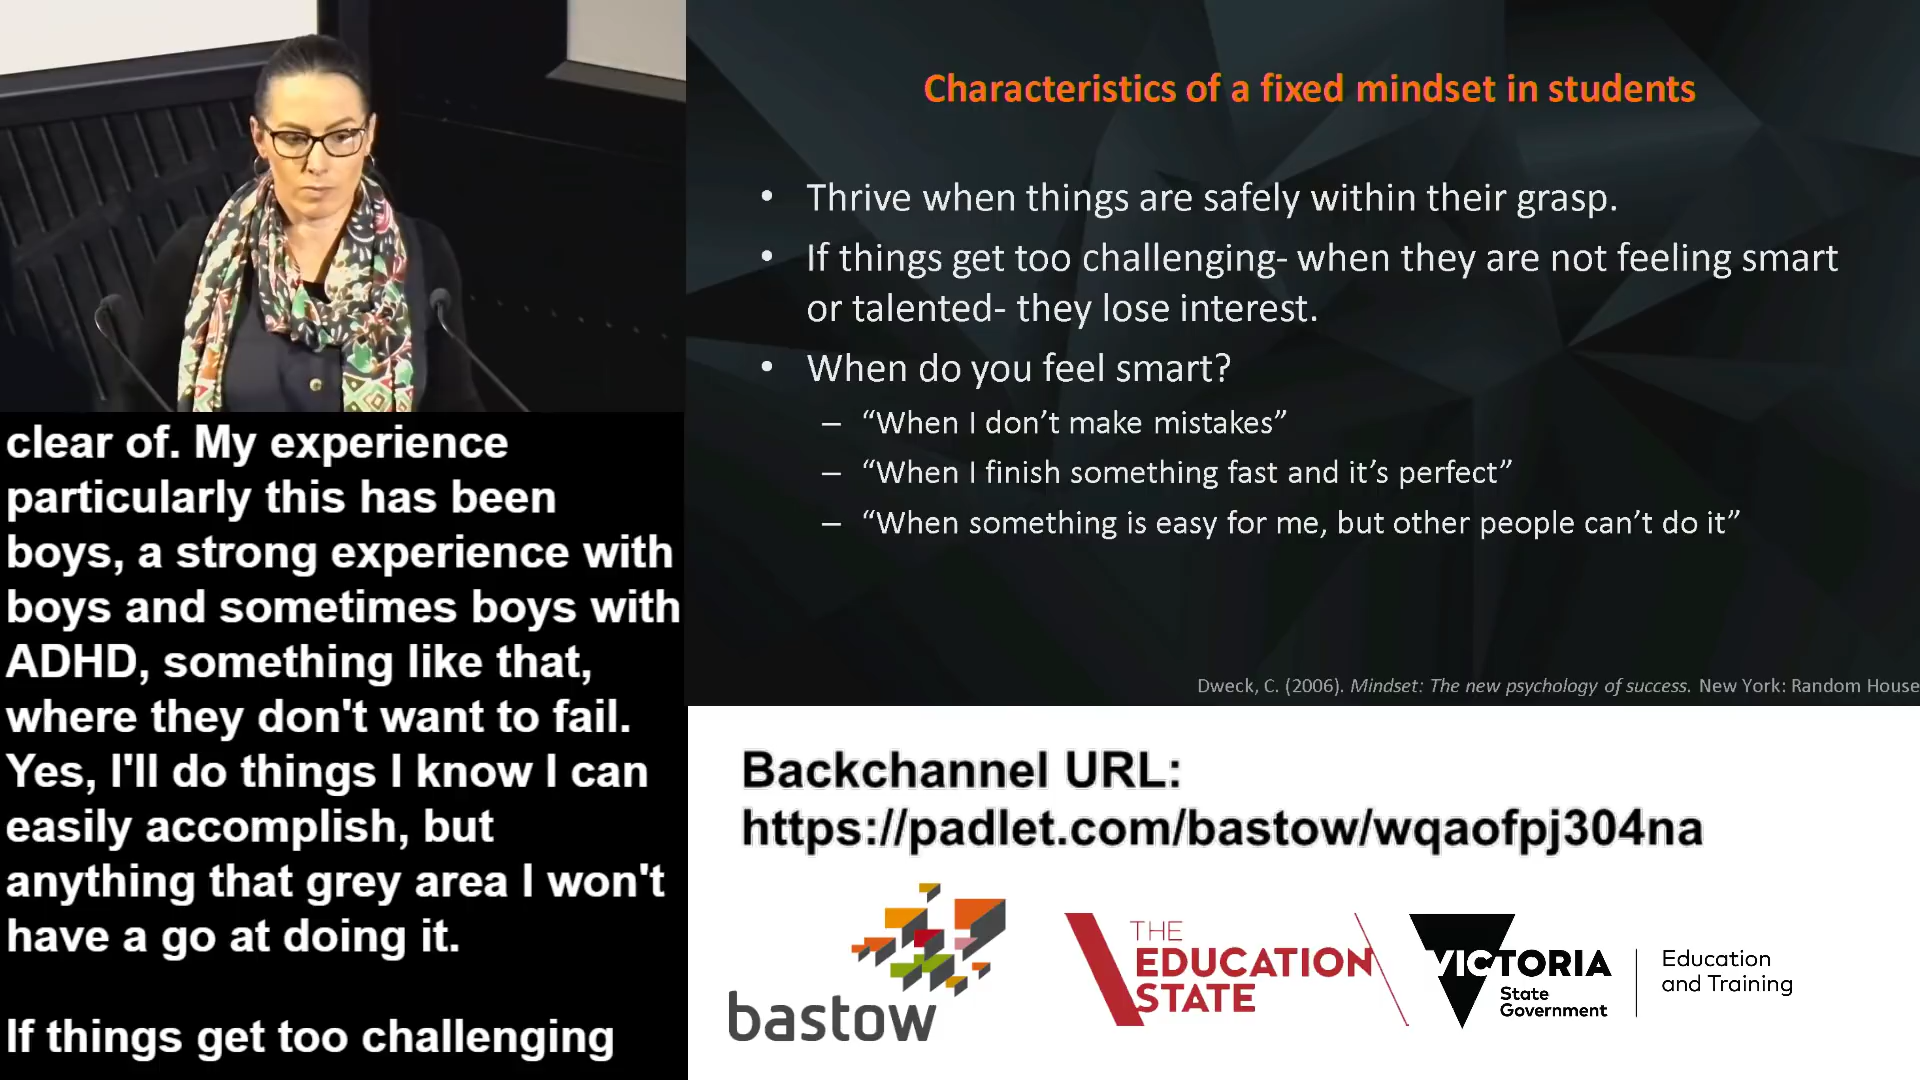 clear of. My experience
particularly this has been
boys, a strong experience with
boys and sometimes boys with
ADHD, something like that,
where they don't want to fail.
Yes, I'll do things I know I can
easily accomplish, but
anything that grey area I won't
have a go at doing it.
If things get too challenging
Characteristics of a fixed mindset in students
• Thrive when things are safely within their grasp.
• If things get too challenging- when they are not feeling smart
or talented- they lose interest.
• When do you feel smart?
– “When I don’t make mistakes”
– “When I finish something fast and it’s perfect”
– “When something is easy for me, but other people can’t do it”
Dweck, C. (2006). Mindset: The new psychology of success. New York: Random House
Backchannel URL:
https://padlet.com/bastow/wqaofpj304na
bastow
THE
EDUCATION
STATE
VICTORIA
State
Government
Education
and Training